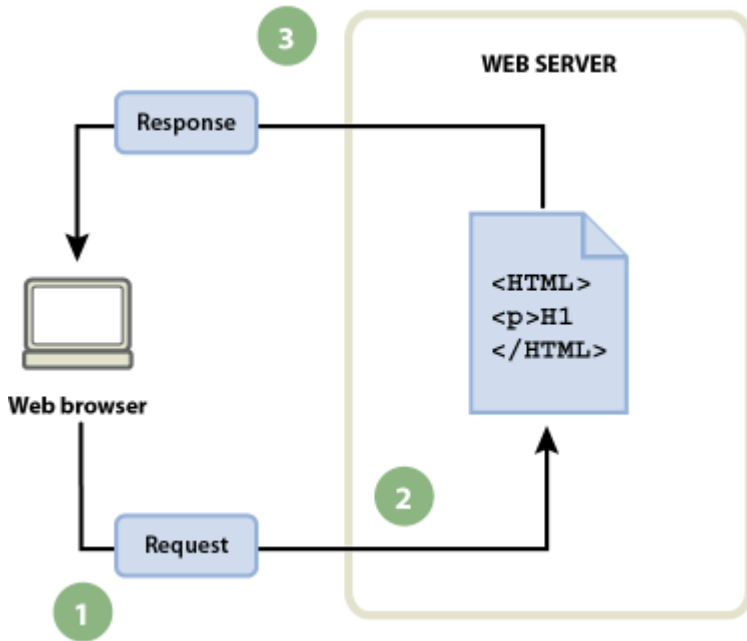 3
WEB SERVER
Response
<HTML>
<p>H1
</HTML>
Web browser
2
Request
1